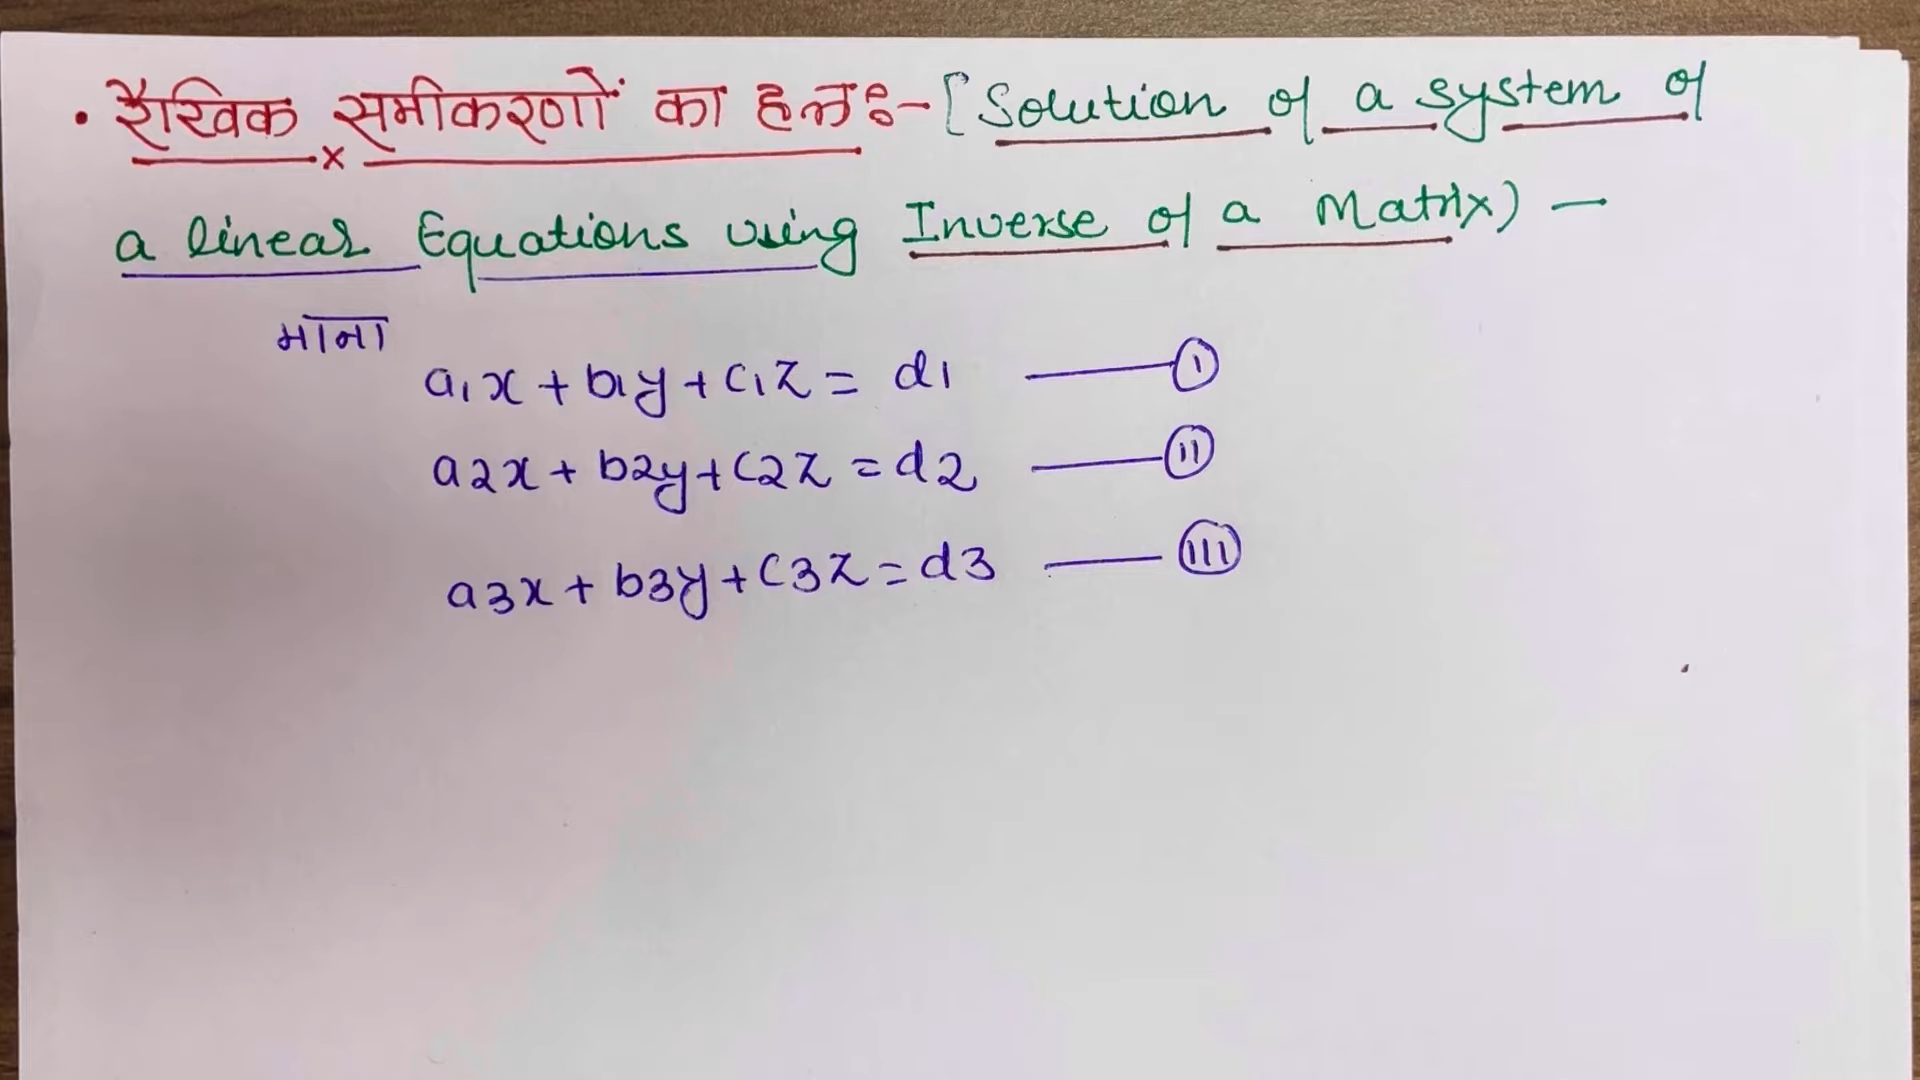 • रैखिक समीकरणों का हल:- [Solution of a system of
a linear Equations using Inverse of a Matrix) —
माना
a₁x + b₁y + c₁z = d₁ —— (I)
a2x + b2y + c2z = d2 —— (II)
a3x + b3y + c3z = d3 —— (III)